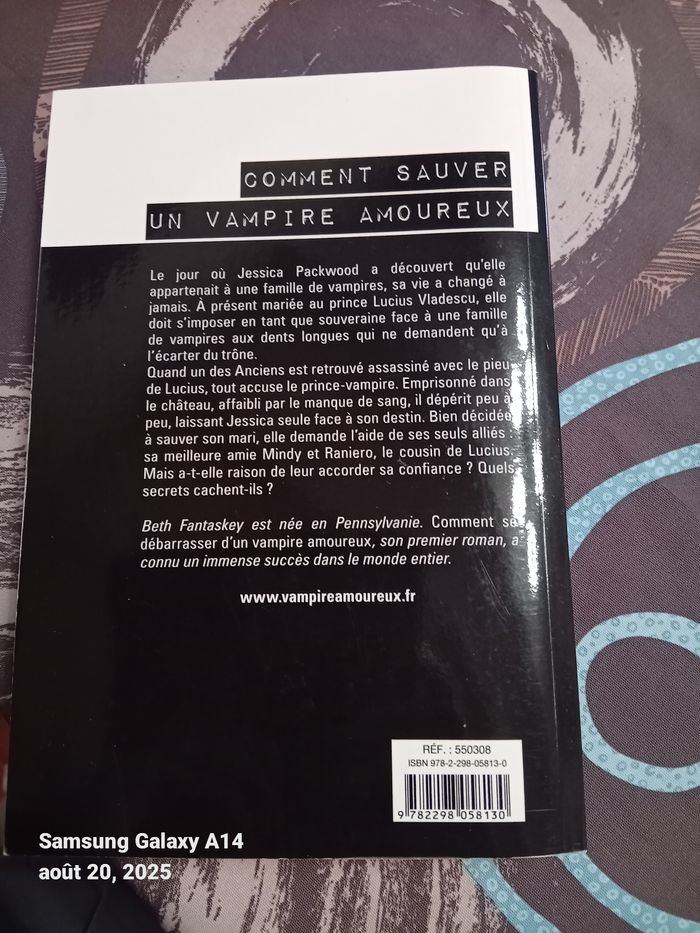 COMMENT SAUVER
UN VAMPIRE AMOUREUX
Le jour où Jessica Packwood a découvert qu'elle
appartenait à une famille de vampires, sa vie a changé à
jamais. À présent mariée au prince Lucius Vladescu, elle
doit s'imposer en tant que souveraine face à une famille
de vampires aux dents longues qui ne demandent qu'à
l'écarter du trône.
Quand un des Anciens est retrouvé assassiné avec le pieu
de Lucius, tout accuse le prince-vampire. Emprisonné dans
le château, affaibli par le manque de sang, il dépérit peu à
peu, laissant Jessica seule face à son destin. Bien décidée
à sauver son mari, elle demande l'aide de ses seuls alliés :
sa meilleure amie Mindy et Raniero, le cousin de Lucius.
Mais a-t-elle raison de leur accorder sa confiance ? Quels
secrets cachent-ils ?
Beth Fantaskey est née en Pennsylvanie. Comment se
débarrasser d'un vampire amoureux, son premier roman, a
connu un immense succès dans le monde entier.
www.vampireamoureux.fr
RÉF. : 550308
ISBN 978-2-298-05813-0
9 782298 058130
Samsung Galaxy A14
août 20, 2025